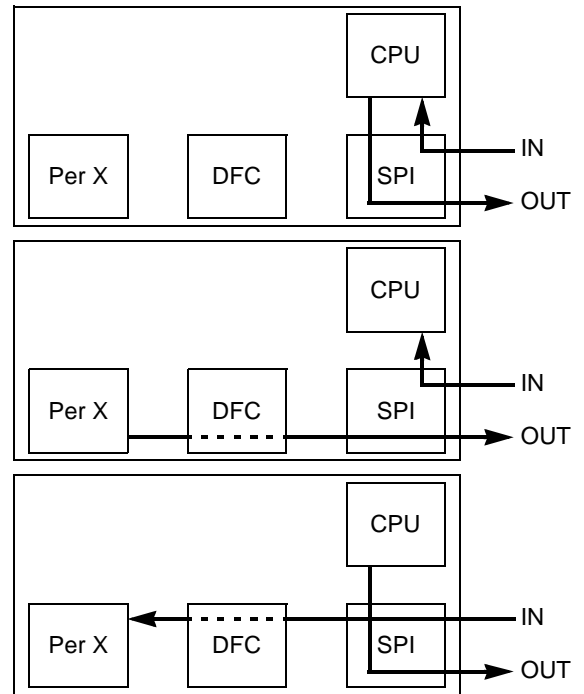 CPU
IN
Per X DFC SPI
OUT
CPU
IN
Per X DFC SPI
OUT
CPU
IN
Per X DFC SPI
OUT